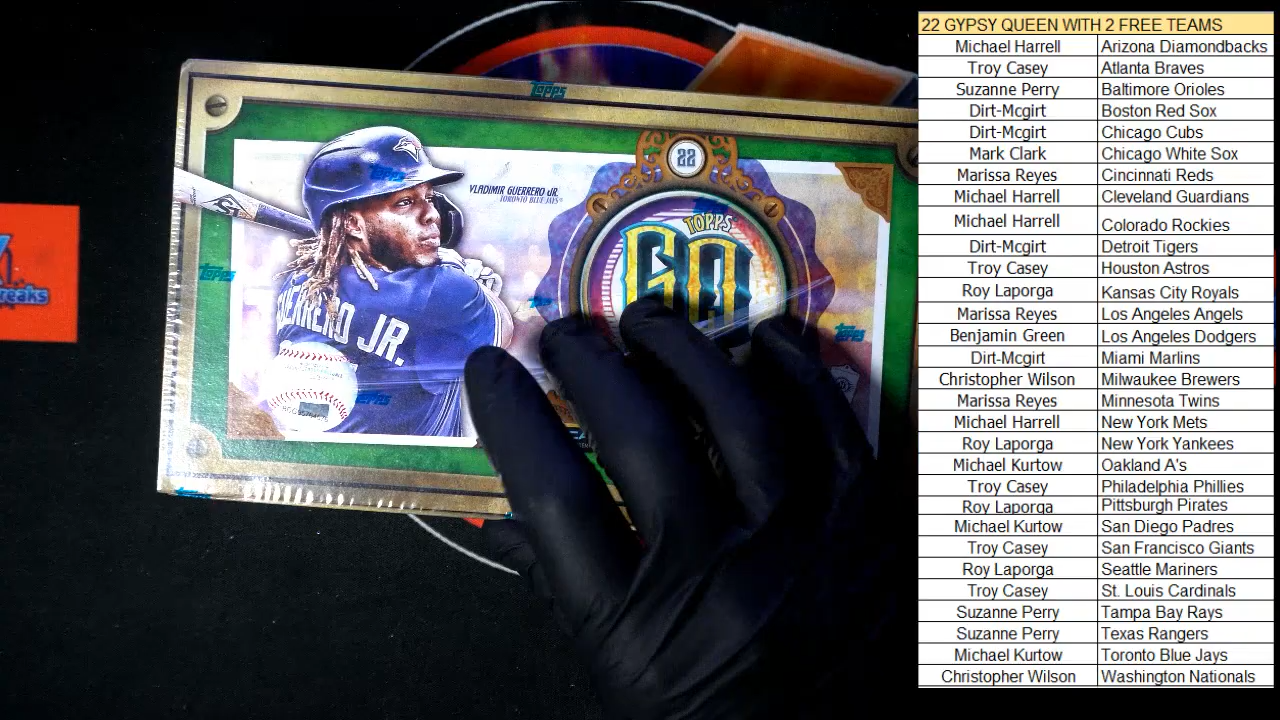 Topps
22
VLADIMIR GUERRERO JR.
TORONTO BLUE JAYS
TOPPS
GQ
Topps
Topps
Topps
Topps
GUERRERO JR.
reaks
22 GYPSY QUEEN WITH 2 FREE TEAMS
Michael Harrell Arizona Diamondbacks
Troy Casey Atlanta Braves
Suzanne Perry Baltimore Orioles
Dirt-Mcgirt Boston Red Sox
Dirt-Mcgirt Chicago Cubs
Mark Clark Chicago White Sox
Marissa Reyes Cincinnati Reds
Michael Harrell Cleveland Guardians
Michael Harrell Colorado Rockies
Dirt-Mcgirt Detroit Tigers
Troy Casey Houston Astros
Roy Laporga Kansas City Royals
Marissa Reyes Los Angeles Angels
Benjamin Green Los Angeles Dodgers
Dirt-Mcgirt Miami Marlins
Christopher Wilson Milwaukee Brewers
Marissa Reyes Minnesota Twins
Michael Harrell New York Mets
Roy Laporga New York Yankees
Michael Kurtow Oakland A's
Troy Casey Philadelphia Phillies
Roy Laporga Pittsburgh Pirates
Michael Kurtow San Diego Padres
Troy Casey San Francisco Giants
Roy Laporga Seattle Mariners
Troy Casey St. Louis Cardinals
Suzanne Perry Tampa Bay Rays
Suzanne Perry Texas Rangers
Michael Kurtow Toronto Blue Jays
Christopher Wilson Washington Nationals